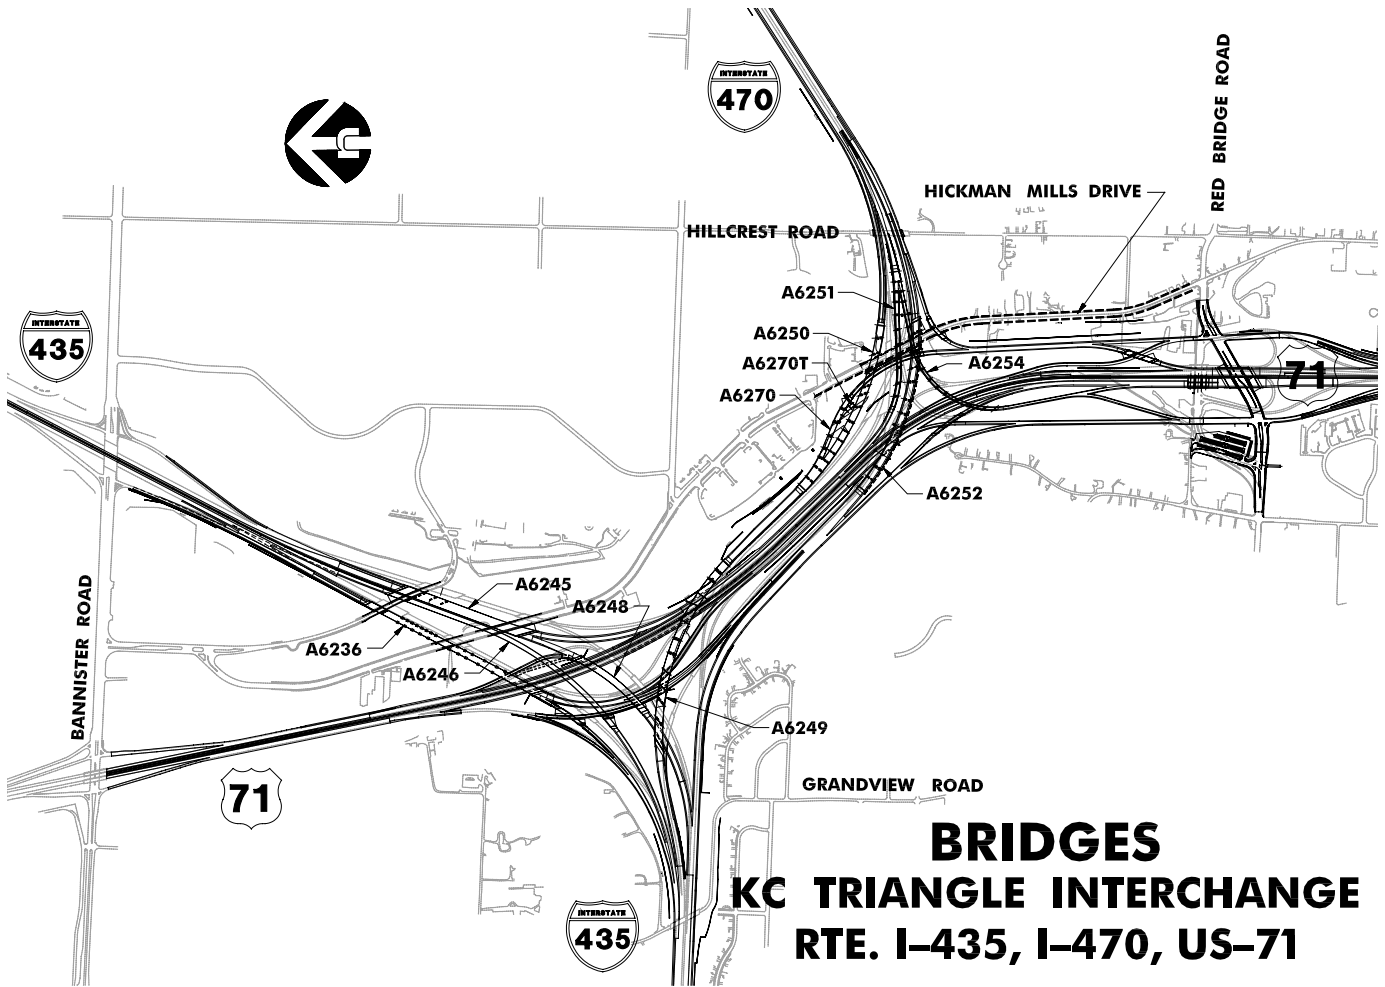 INTERSTATE
470
RED BRIDGE ROAD
HICKMAN MILLS DRIVE
HILLCREST ROAD
A6251
INTERSTATE
435
A6250
A6270T
A6254
A6270
71
A6252
BANNISTER ROAD
A6245
A6248
A6236
A6246
A6249
71
GRANDVIEW ROAD
BRIDGES
KC TRIANGLE INTERCHANGE
RTE. I-435, I-470, US-71
INTERSTATE
435